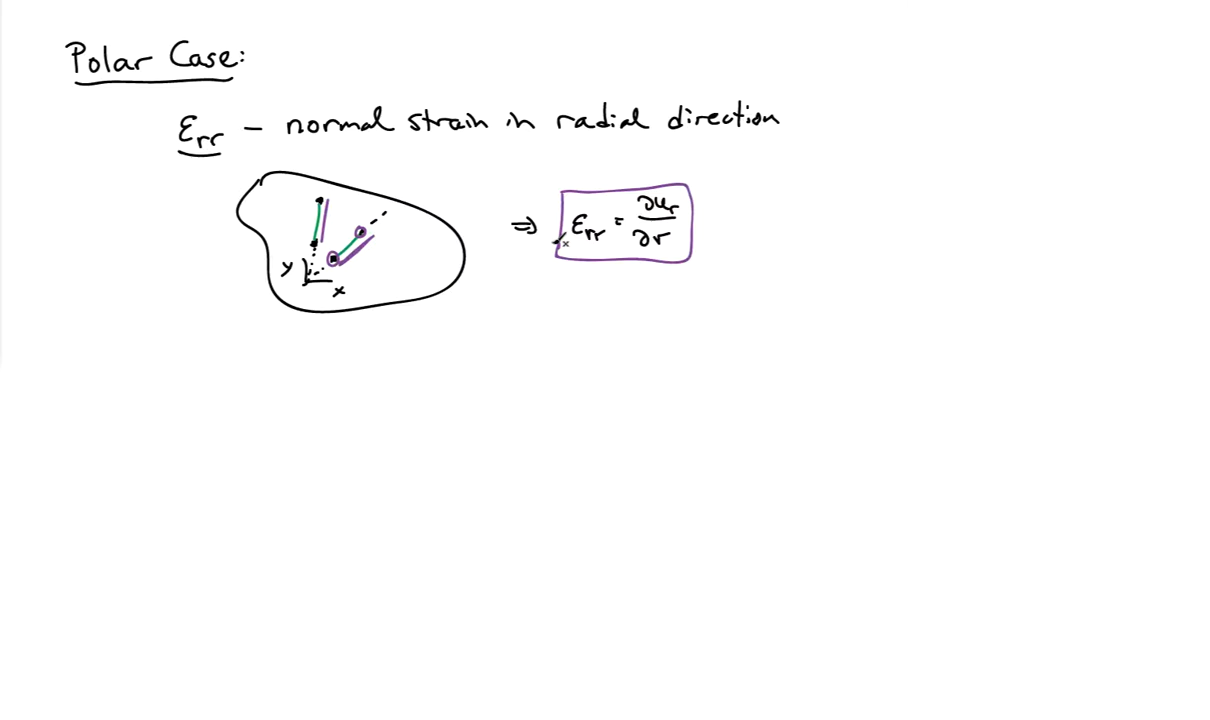 Polar Case:
εrr – normal strain in radial direction
y
x
⇒ εrr = ∂ur/∂r